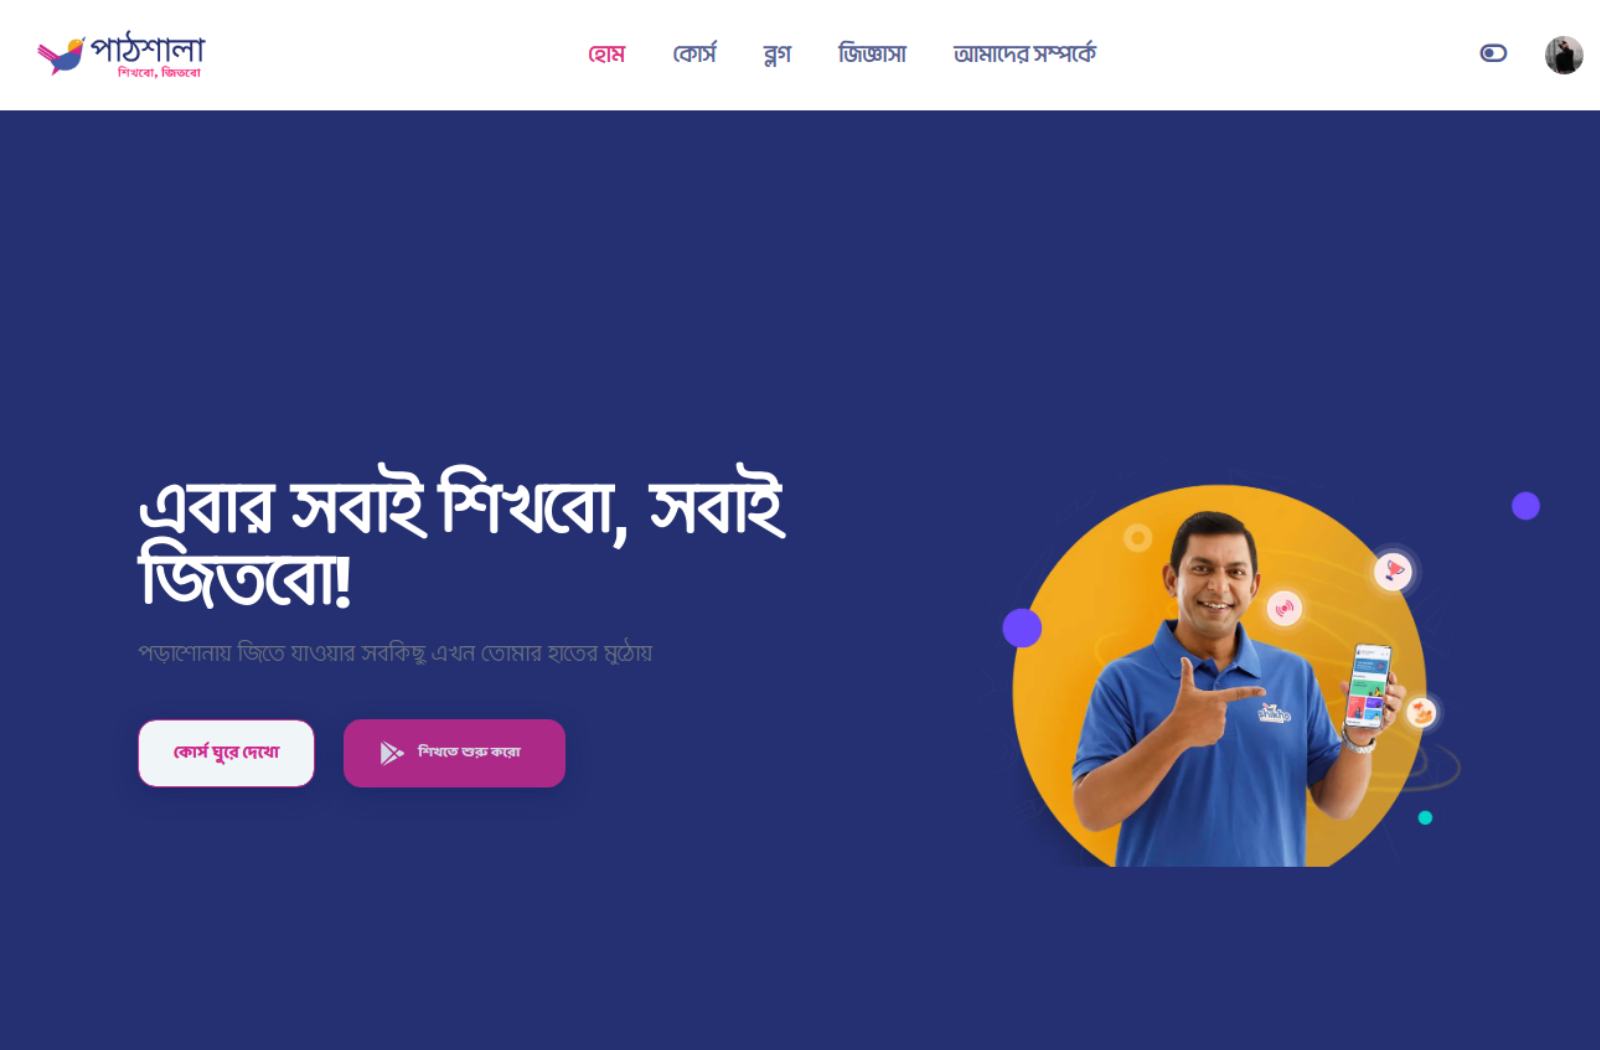 পাঠশালা
শিখবো, জিতবো
হোম
কোর্স
ব্লগ
জিজ্ঞাসা
আমাদের সম্পর্কে
এবার সবাই শিখবো, সবাই
জিতবো!
পড়াশোনায় জিতে যাওয়ার সবকিছু এখন তোমার হাতের মুঠোয়
কোর্স ঘুরে দেখো
শিখতে শুরু করো
shikho